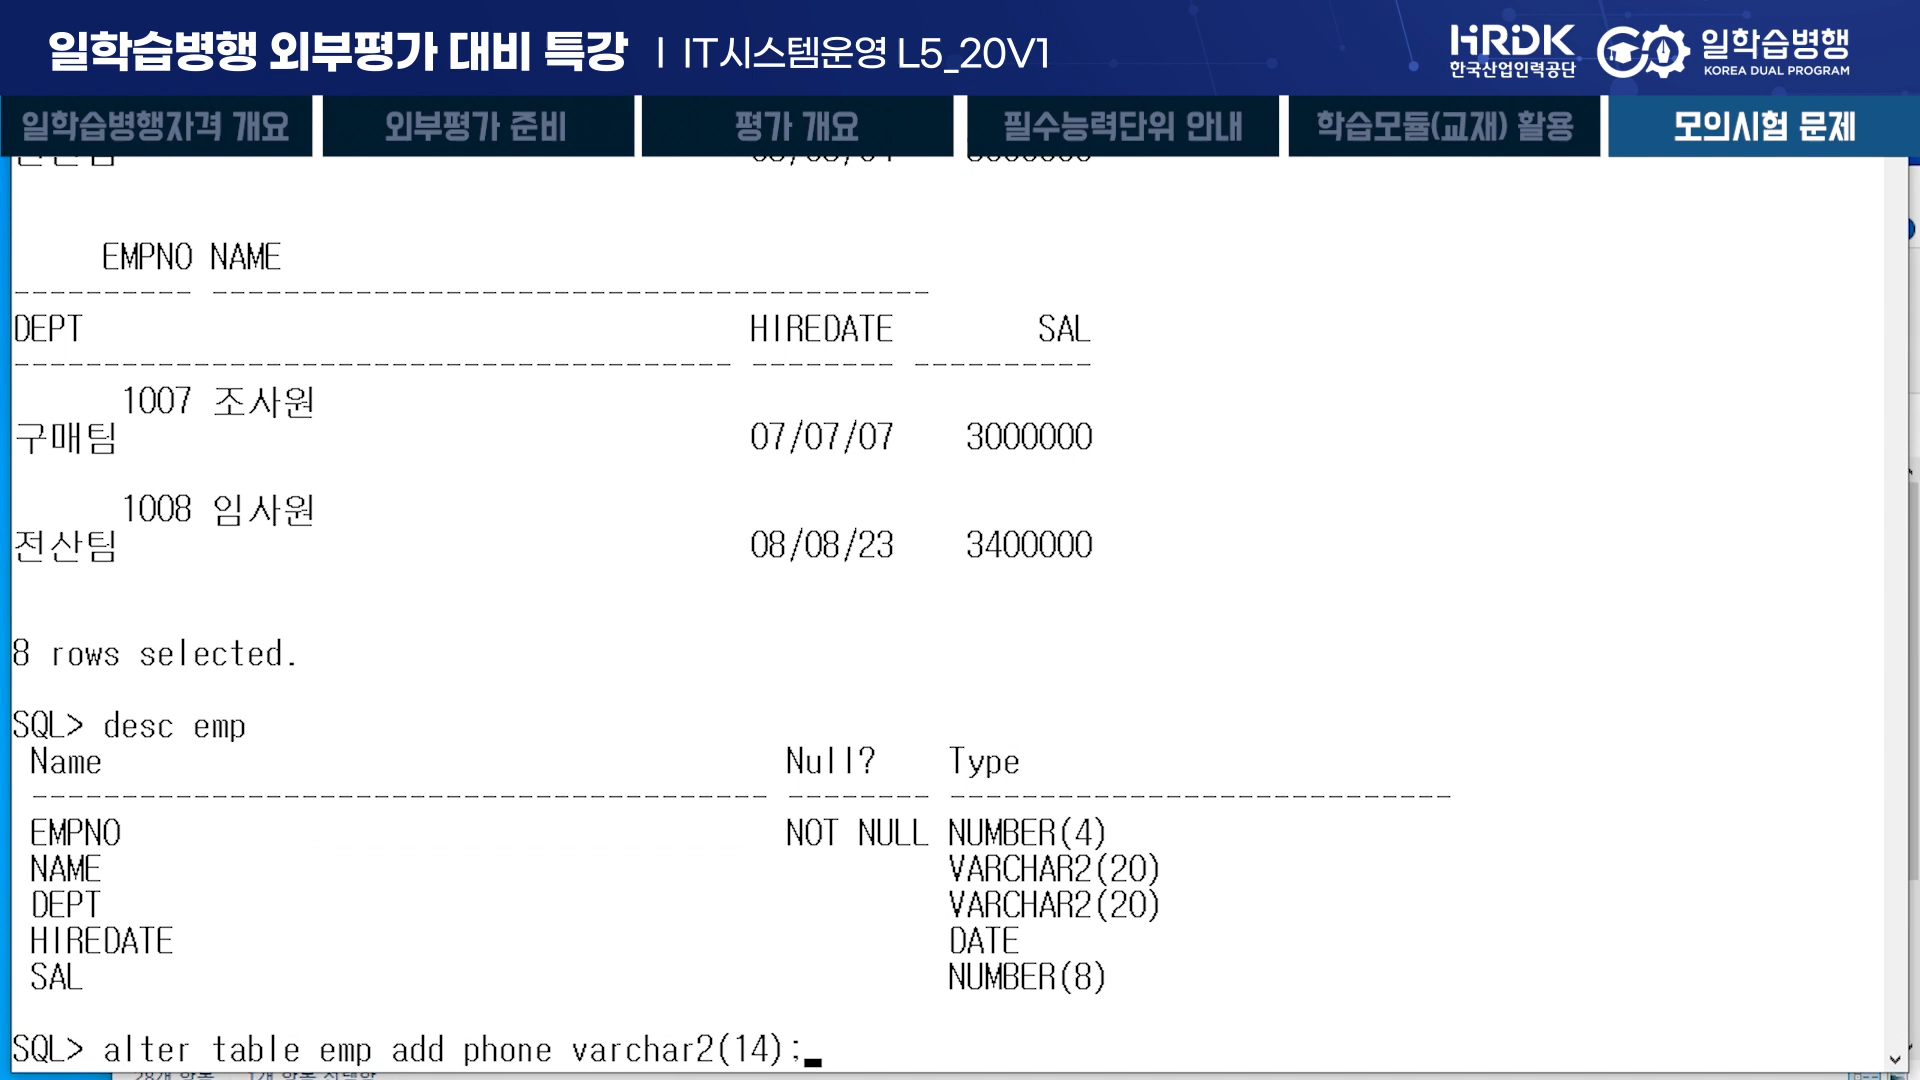 일학습병행 외부평가 대비 특강 | IT시스템운영 L5_20V1
HRDK 한국산업인력공단
일학습병행 KOREA DUAL PROGRAM
일학습병행자격 개요 외부평가 준비 평가 개요 필수능력단위 안내 학습모듈(교재) 활용 모의시험 문제
EMPNO NAME
---------- ----------------------------------------
DEPT HIREDATE SAL
---------------------------------------- -------- ----------
1007 조사원
구매팀 07/07/07 3000000
1008 임사원
전산팀 08/08/23 3400000
8 rows selected.
SQL> desc emp
Name Null? Type
----------------------------------------- -------- ----------------------------
EMPNO NOT NULL NUMBER(4)
NAME VARCHAR2(20)
DEPT VARCHAR2(20)
HIREDATE DATE
SAL NUMBER(8)
SQL> alter table emp add phone varchar2(14);